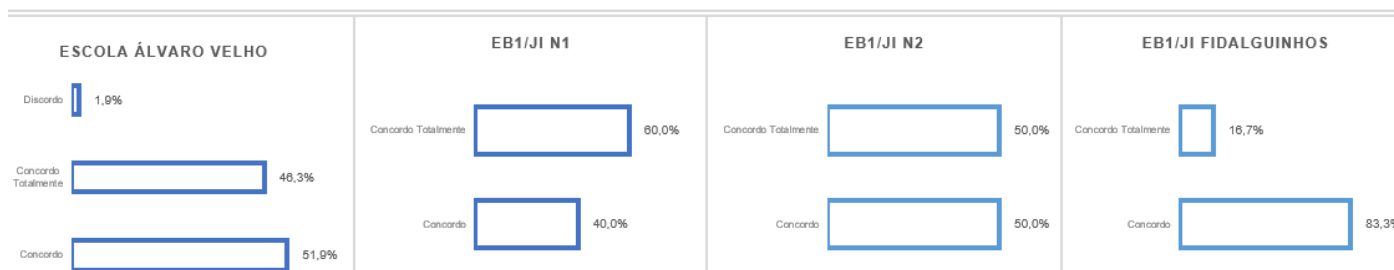 ESCOLA ÁLVARO VELHO
Discordo
1,9%
Concordo
Totalmente
46,3%
Concordo
51,9%
EB1/JI N1
Concordo Totalmente
60,0%
Concordo
40,0%
EB1/JI N2
Concordo Totalmente
50,0%
Concordo
50,0%
EB1/JI FIDALGUINHOS
Concordo Totalmente
16,7%
Concordo
83,3%